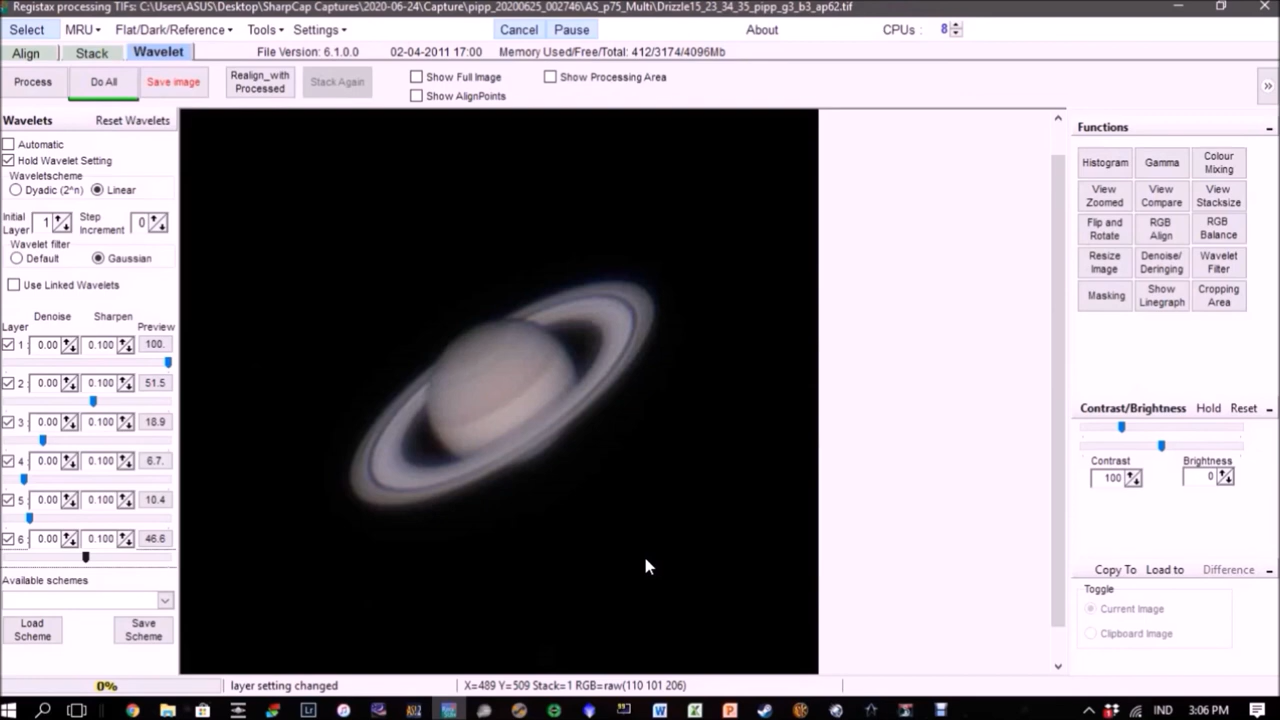 Registax processing TIFs: C:\Users\ASUS\Desktop\SharpCap Captures\2020-06-24\Capture\pipp_20200625_002746\AS_p75_Multi\Drizzle15_23_34_35_pipp_g3_b3_ap62.tif
Select MRU Flat/Dark/Reference Tools Settings Cancel Pause About CPUs : 8
Align Stack Wavelet File Version: 6.1.0.0 02-04-2011 17:00 Memory Used/Free/Total: 412/3174/4096Mb
Process Do All Save image Realign_with Processed Stack Again
Show Full Image Show Processing Area
Show AlignPoints
Wavelets Reset Wavelets
Automatic
Hold Wavelet Setting
Waveletscheme
Dyadic (2^n) Linear
Initial Layer 1 Step Increment 0
Wavelet filter
Default Gaussian
Use Linked Wavelets
Denoise Sharpen
Layer Preview
1 : 0.00 0.100 100.
2 : 0.00 0.100 51.5
3 : 0.00 0.100 18.9
4 : 0.00 0.100 6.7.
5 : 0.00 0.100 10.4
6 : 0.00 0.100 46.6
Available schemes
Load Scheme Save Scheme
Functions
Histogram Gamma Colour Mixing
View Zoomed View Compare View Stacksize
Flip and Rotate RGB Align RGB Balance
Resize Image Denoise/ Deringing Wavelet Filter
Masking Show Linegraph Cropping Area
Contrast/Brightness Hold Reset
Contrast Brightness
100 0
Copy To Load to Difference
Toggle
Current Image
Clipboard Image
0% layer setting changed X=489 Y=509 Stack=1 RGB=raw(110 101 206)
IND 3:06 PM